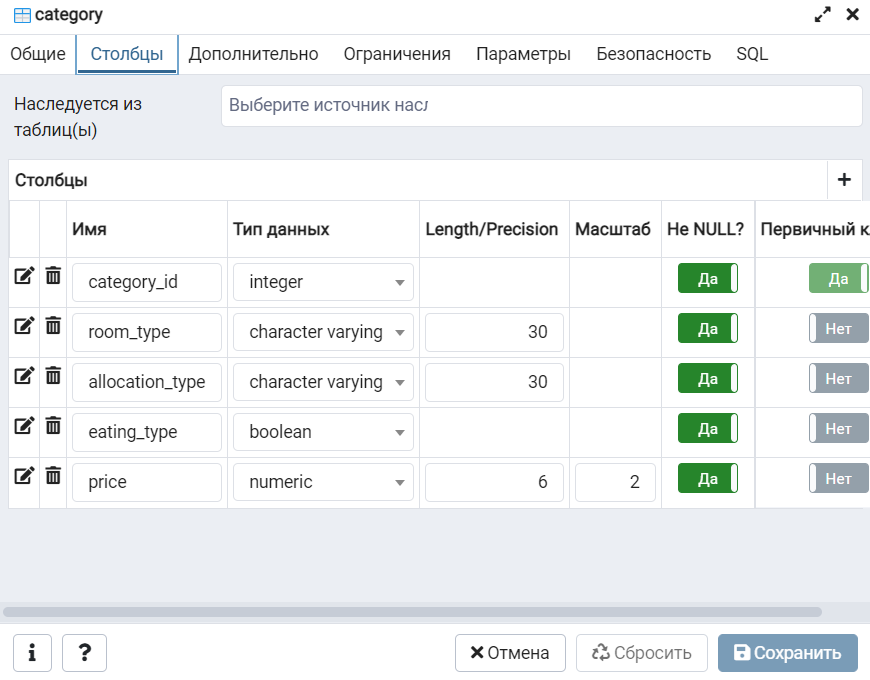 category
Общие Столбцы Дополнительно Ограничения Параметры Безопасность SQL
Наследуется из
таблиц(ы)
Выберите источник насл
Столбцы
Имя Тип данных Length/Precision Масштаб Не NULL? Первичный к
category_id integer Да Да
room_type character varying 30 Да Нет
allocation_type character varying 30 Да Нет
eating_type boolean Да Нет
price numeric 6 2 Да Нет
i ? Отмена Сбросить Сохранить